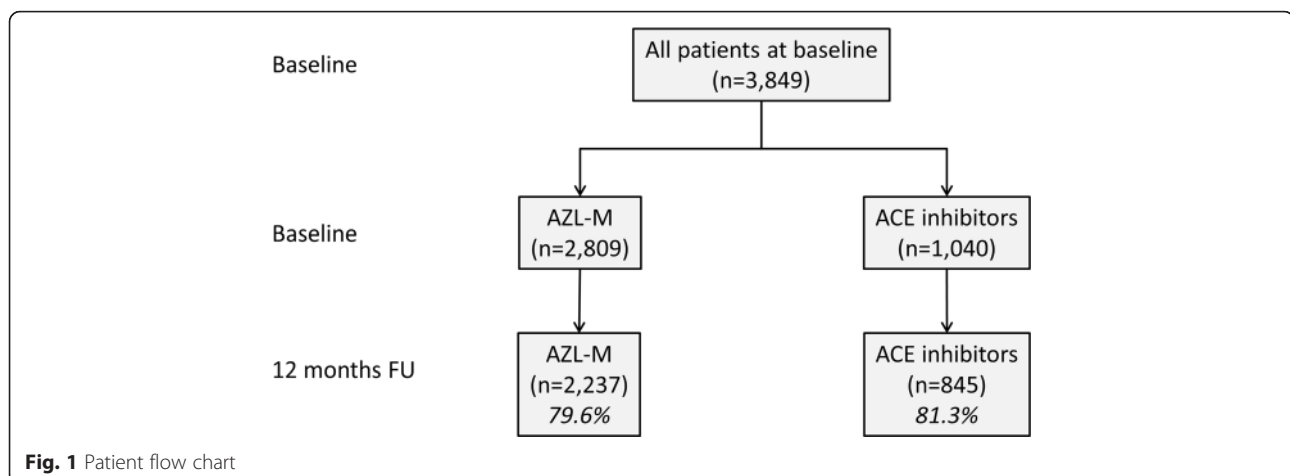 Baseline
All patients at baseline
(n=3,849)
Baseline
AZL-M
(n=2,809)
ACE inhibitors
(n=1,040)
12 months FU
AZL-M
(n=2,237)
79.6%
ACE inhibitors
(n=845)
81.3%
Fig. 1 Patient flow chart